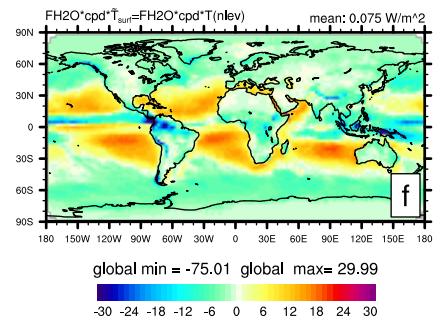 FH2O*cpd*T̃surf=FH2O*cpd*T(nlev) mean: 0.075 W/m^2
90N
60N
30N
0
30S
60S
90S
f
180 150W 120W 90W 60W 30W 0 30E 60E 90E 120E 150E 180
global min = -75.01 global max= 29.99
-30 -24 -18 -12 -6 0 6 12 18 24 30